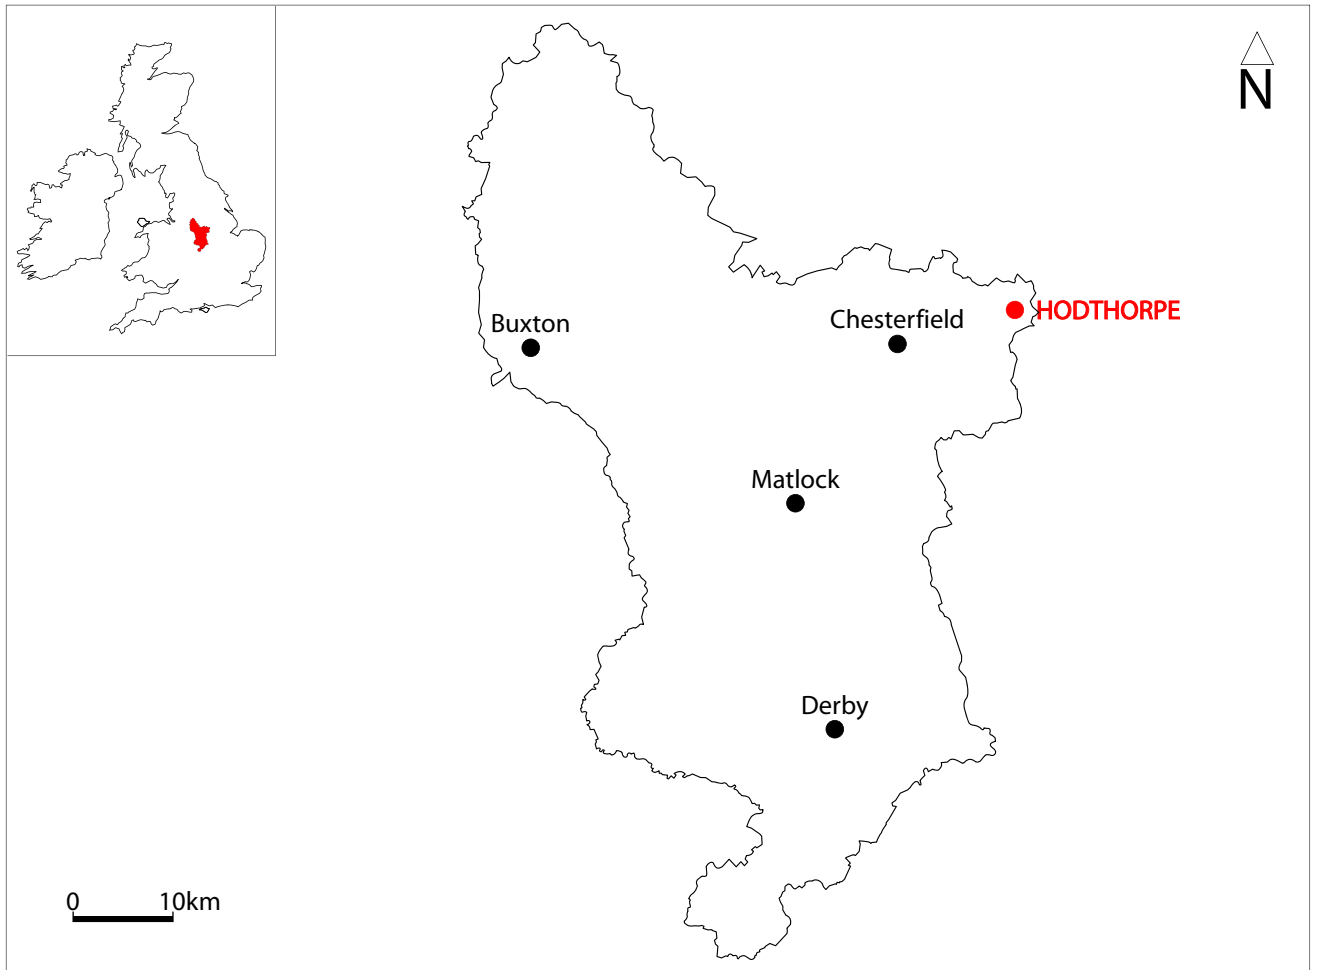 N
HODTHORPE
Chesterfield
Buxton
Matlock
Derby
0 10km